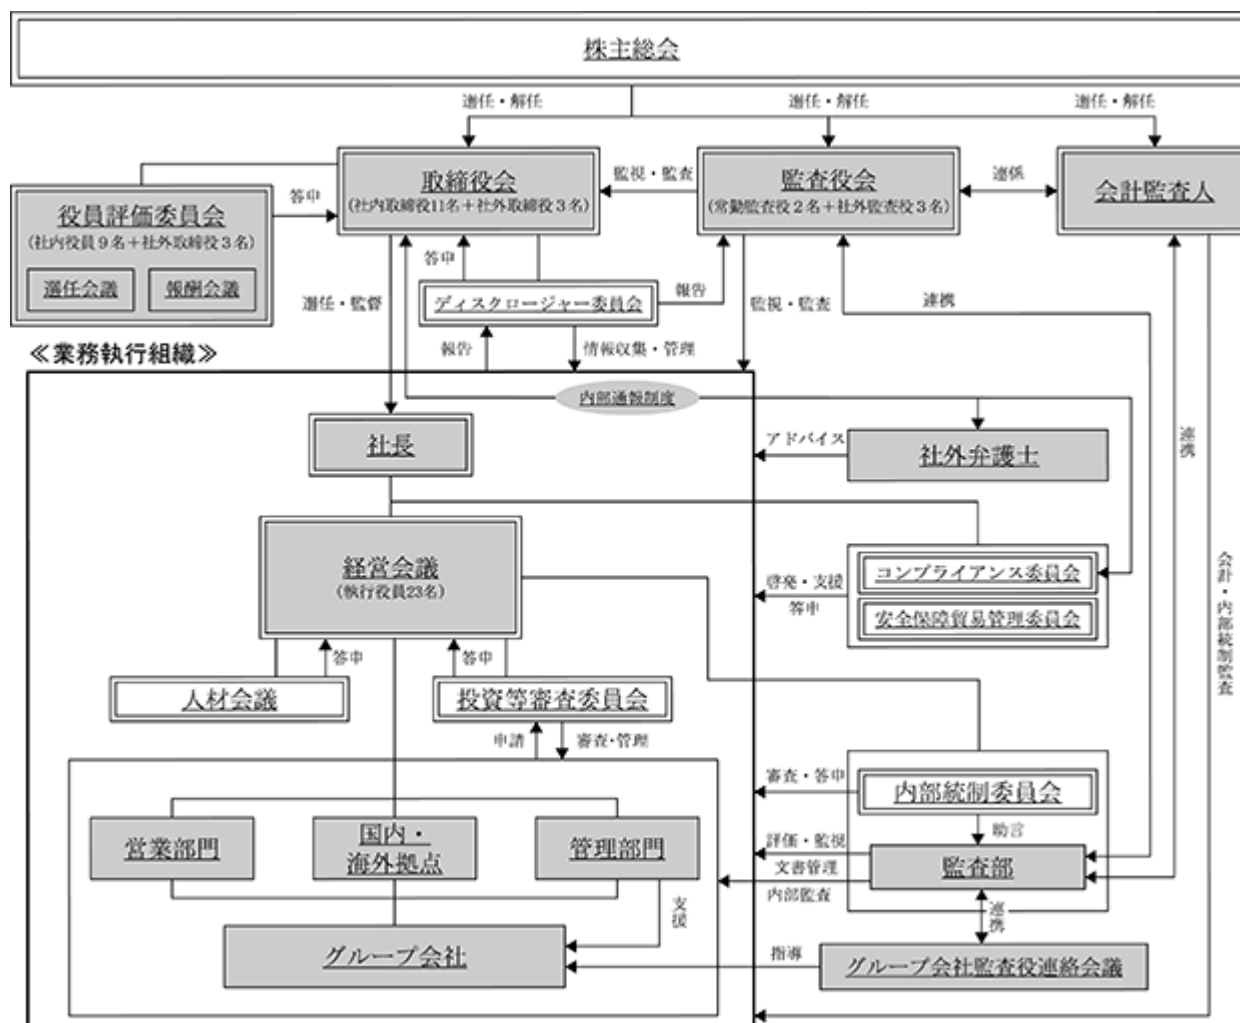 株主総会
選任・解任
選任・解任
選任・解任
取締役会
(社内取締役11名+社外取締役3名)
監視・監査
監査役会
(常勤監査役2名+社外監査役3名)
連係
会計監査人
役員評価委員会
(社内役員9名+社外取締役3名)
選任会議
報酬会議
答申
答申
ディスクロージャー委員会
報告
選任・監督
監視・監査
連携
≪業務執行組織≫
報告
情報収集・管理
内部通報制度
社長
アドバイス
社外弁護士
連携
経営会議
(執行役員23名)
啓発・支援
答申
コンプライアンス委員会
安全保障貿易管理委員会
会計・内部統制監査
答申
答申
人材会議
投資等審査委員会
申請
審査・管理
審査・答申
内部統制委員会
助言
営業部門
国内・
海外拠点
管理部門
評価・監視
文書管理
内部監査
監査部
支援
連携
グループ会社
指導
グループ会社監査役連絡会議